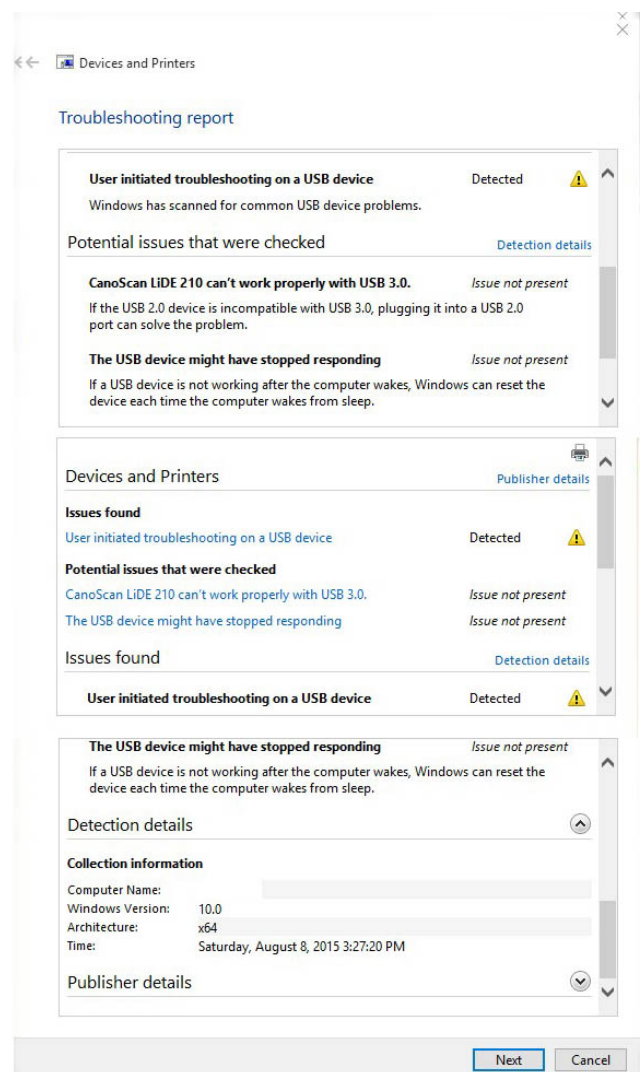 Devices and Printers
Troubleshooting report
User initiated troubleshooting on a USB device Detected
Windows has scanned for common USB device problems.
Potential issues that were checked Detection details
CanoScan LiDE 210 can't work properly with USB 3.0. Issue not present
If the USB 2.0 device is incompatible with USB 3.0, plugging it into a USB 2.0
port can solve the problem.
The USB device might have stopped responding Issue not present
If a USB device is not working after the computer wakes, Windows can reset the
device each time the computer wakes from sleep.
Devices and Printers Publisher details
Issues found
User initiated troubleshooting on a USB device Detected
Potential issues that were checked
CanoScan LiDE 210 can't work properly with USB 3.0. Issue not present
The USB device might have stopped responding Issue not present
Issues found Detection details
User initiated troubleshooting on a USB device Detected
The USB device might have stopped responding Issue not present
If a USB device is not working after the computer wakes, Windows can reset the
device each time the computer wakes from sleep.
Detection details
Collection information
Computer Name:
Windows Version: 10.0
Architecture: x64
Time: Saturday, August 8, 2015 3:27:20 PM
Publisher details
Next Cancel